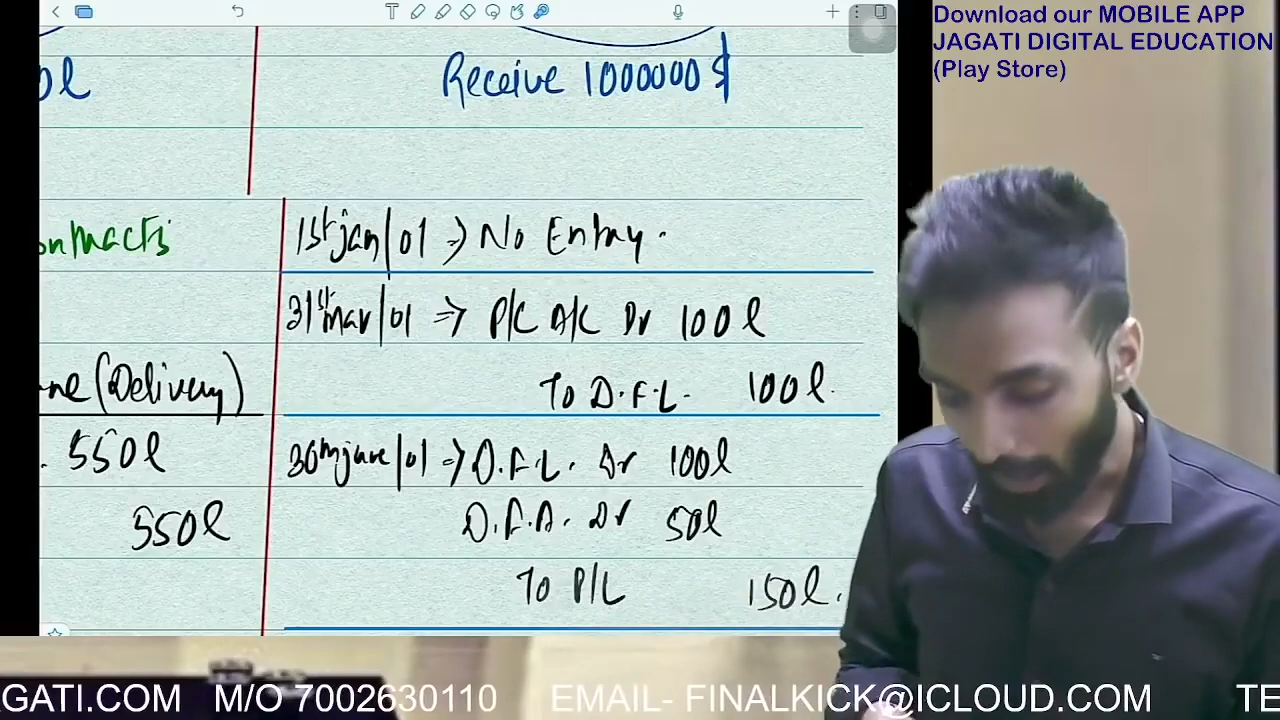 Download our MOBILE APP
JAGATI DIGITAL EDUCATION
(Play Store)
0l
Receive 1000000 $
ontracts
1st jan/01 => No Entry.
31st Mar/01 => P/L A/C Dr 100l
To D.F.L. 100l.
(Delivery)
30th june/01 => D.F.L. Dr 100l
550l
D.F.A. Dr 50l
550l
To P/L 150l.
GATI.COM M/O 7002630110 EMAIL- FINALKICK@ICLOUD.COM TE